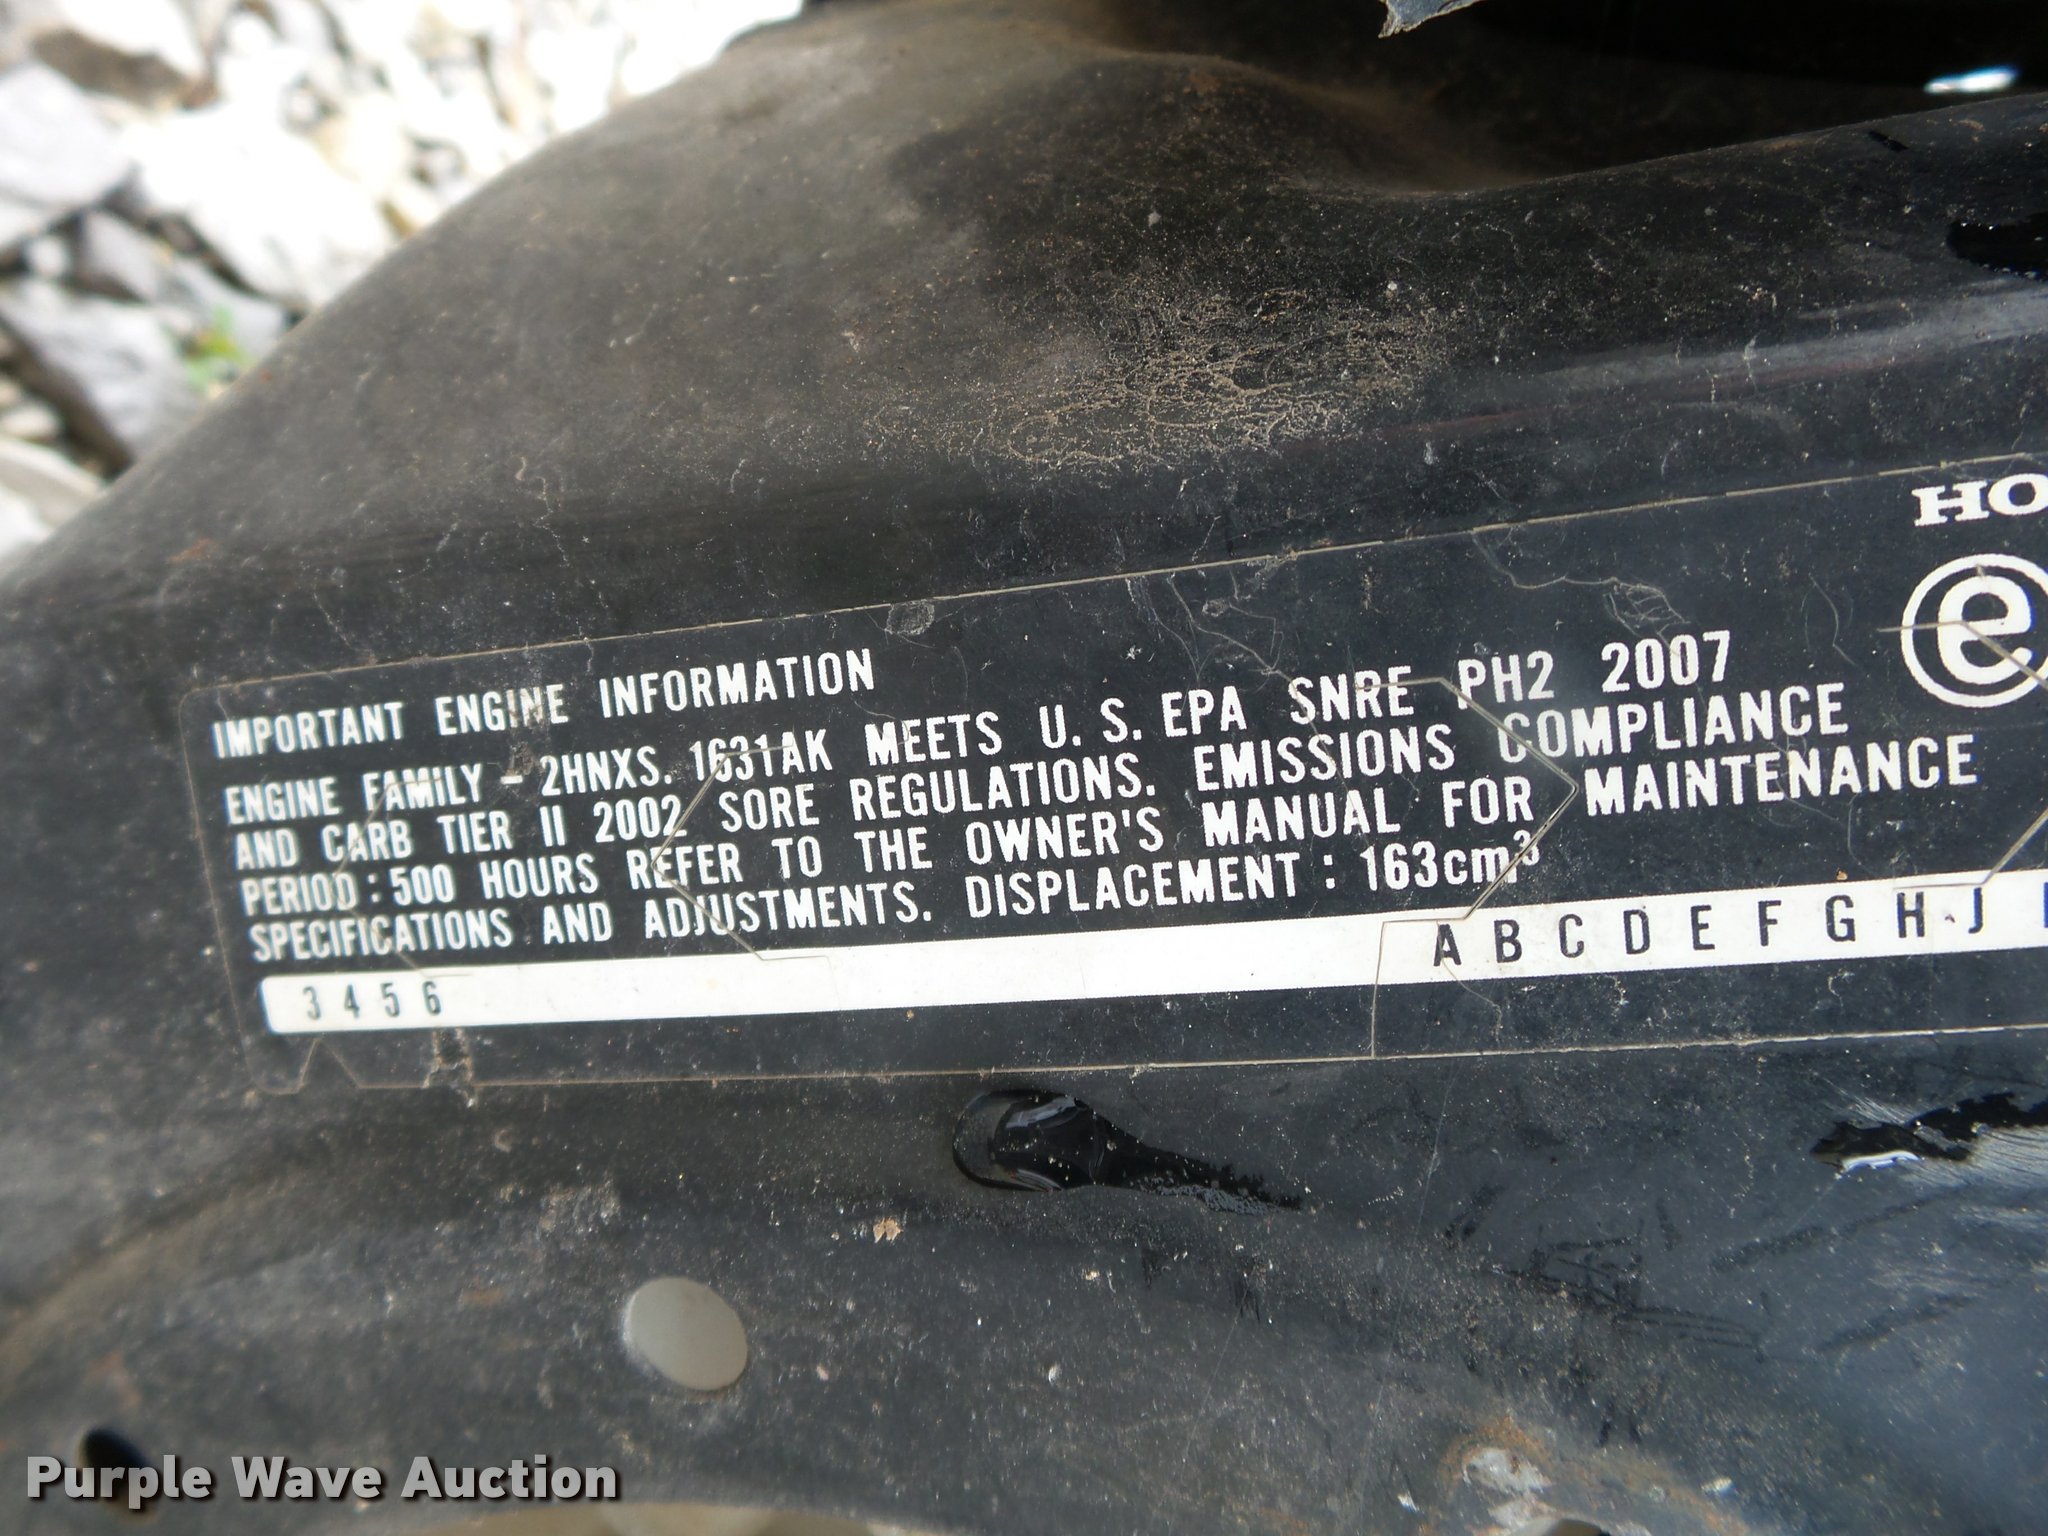 HO
e
IMPORTANT ENGINE INFORMATION
ENGINE FAMILY - 2HNXS. 1631AK MEETS U. S. EPA SNRE PH2 2007
AND CARB TIER II 2002 SORE REGULATIONS. EMISSIONS COMPLIANCE
PERIOD : 500 HOURS REFER TO THE OWNER'S MANUAL FOR MAINTENANCE
SPECIFICATIONS AND ADJUSTMENTS. DISPLACEMENT : 163cm³
3 4 5 6 A B C D E F G H J
Purple Wave Auction